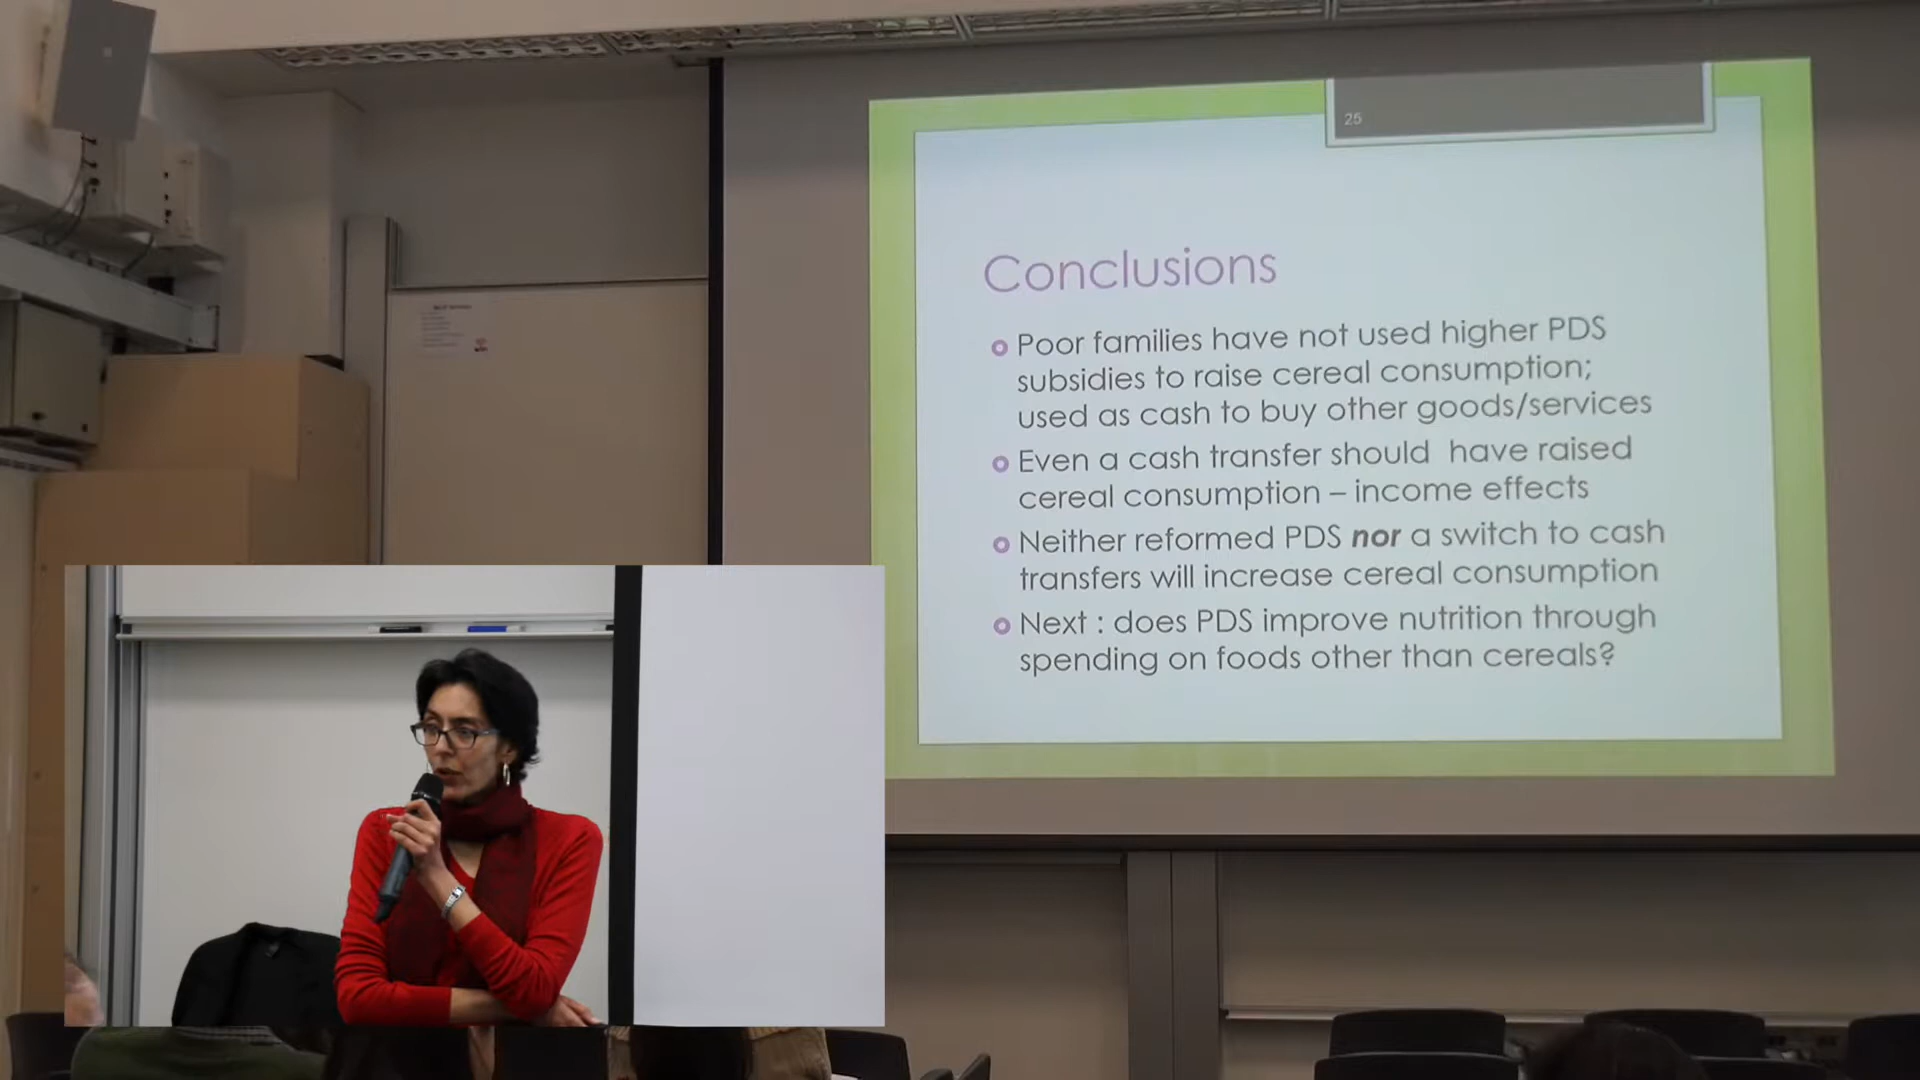 25
Conclusions
Poor families have not used higher PDS
subsidies to raise cereal consumption;
used as cash to buy other goods/services
Even a cash transfer should have raised
cereal consumption – income effects
Neither reformed PDS nor a switch to cash
transfers will increase cereal consumption
Next : does PDS improve nutrition through
spending on foods other than cereals?